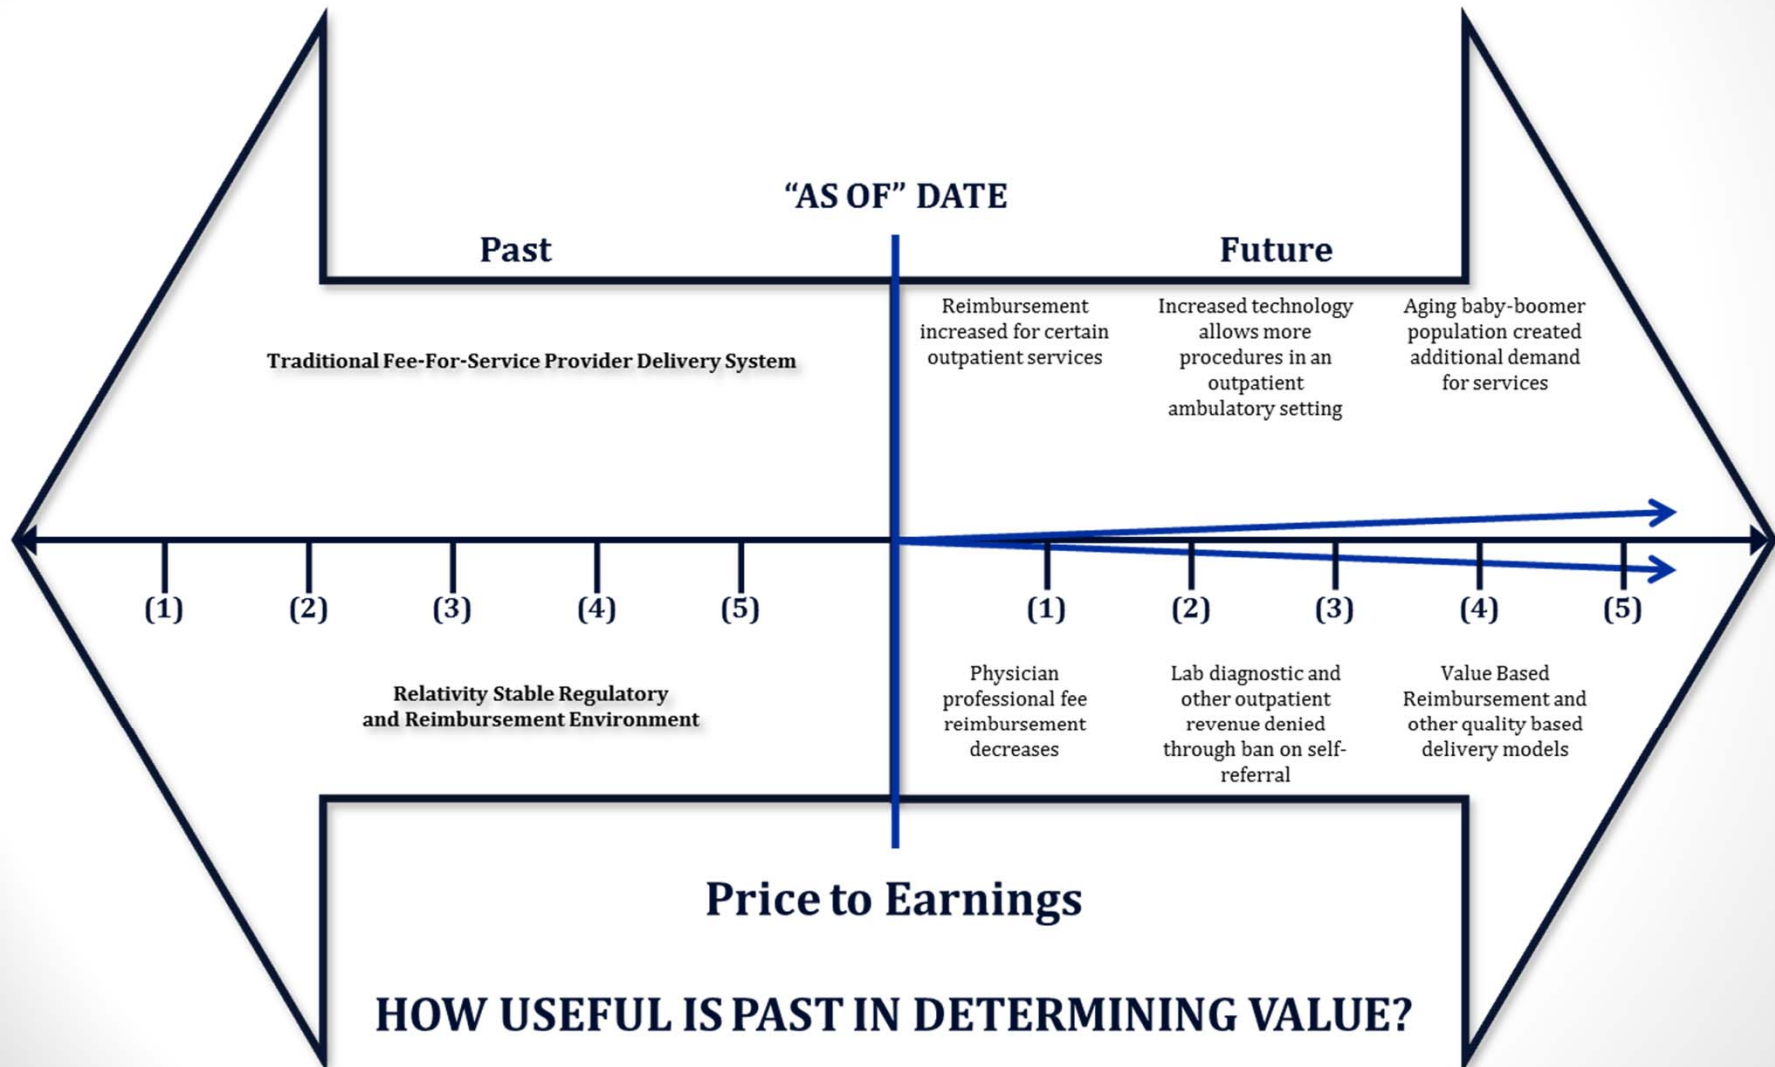 “AS OF” DATE
Past
Future
Traditional Fee-For-Service Provider Delivery System
Reimbursement
increased for certain
outpatient services
Increased technology
allows more
procedures in an
outpatient
ambulatory setting
Aging baby-boomer
population created
additional demand
for services
(1)
(2)
(3)
(4)
(5)
(1)
(2)
(3)
(4)
(5)
Relativity Stable Regulatory
and Reimbursement Environment
Physician
professional fee
reimbursement
decreases
Lab diagnostic and
other outpatient
revenue denied
through ban on self-
referral
Value Based
Reimbursement and
other quality based
delivery models
Price to Earnings
HOW USEFUL IS PAST IN DETERMINING VALUE?